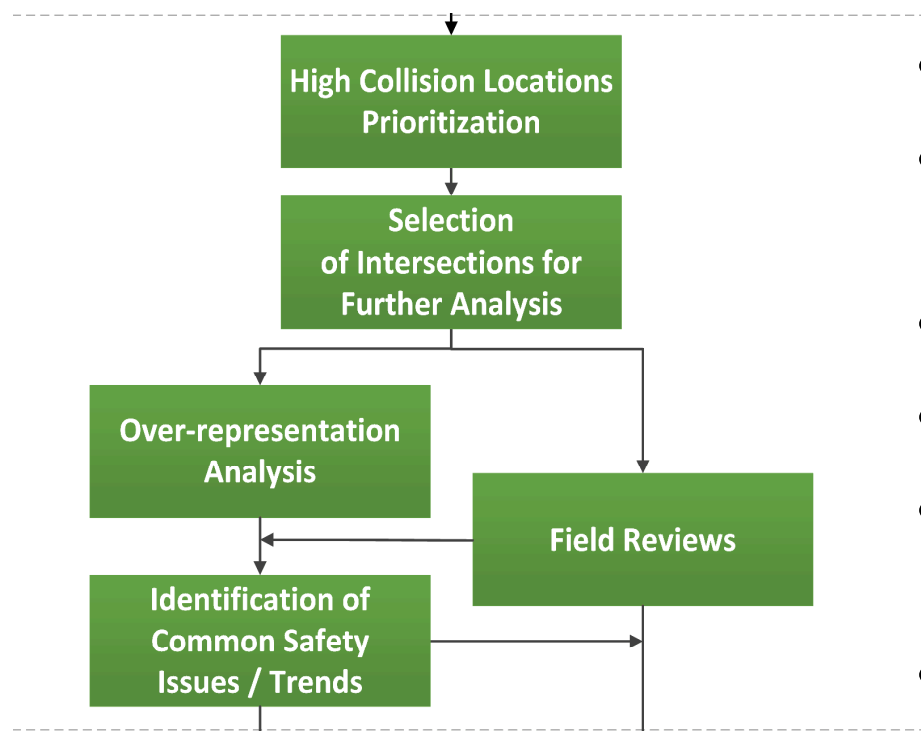 High Collision Locations
Prioritization
Selection
of Intersections for
Further Analysis
Over-representation
Analysis
Field Reviews
Identification of
Common Safety
Issues / Trends